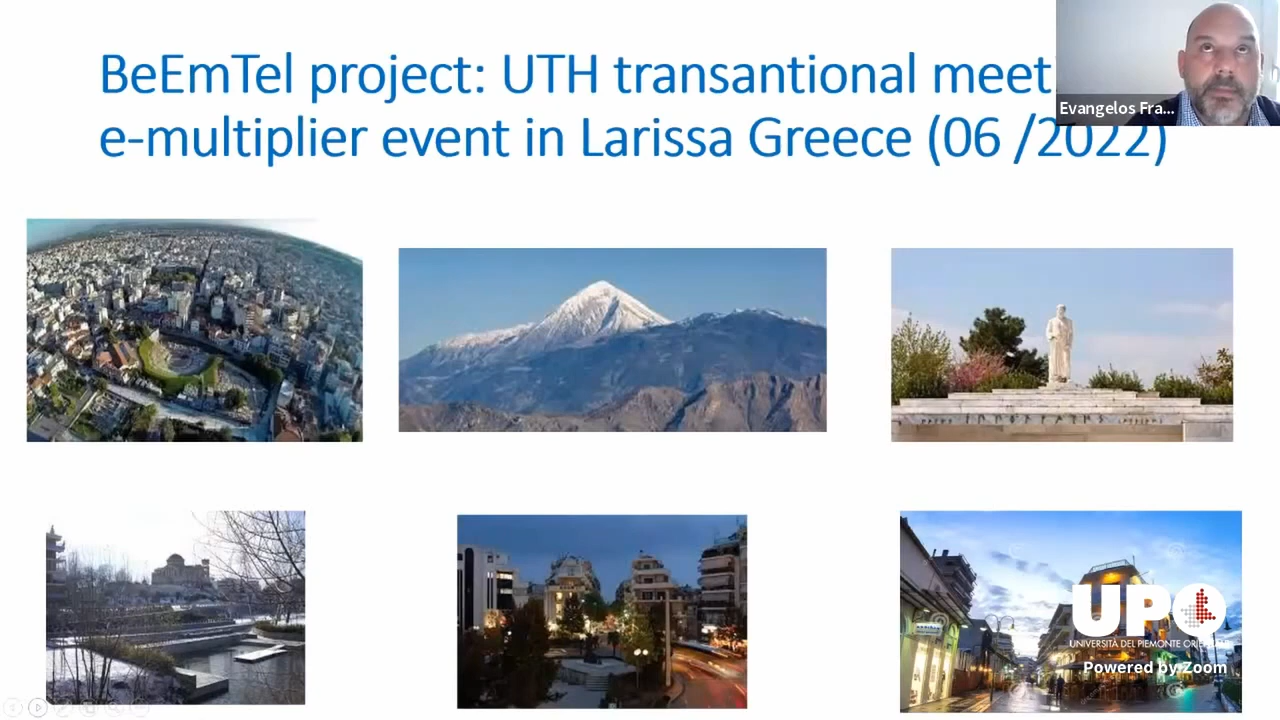 BeEmTel project: UTH transantional meet
e-multiplier event in Larissa Greece (06 /2022)
Evangelos Fra...
UPO
UNIVERSITÀ DEL PIEMONTE ORIENTALE
Powered by Zoom